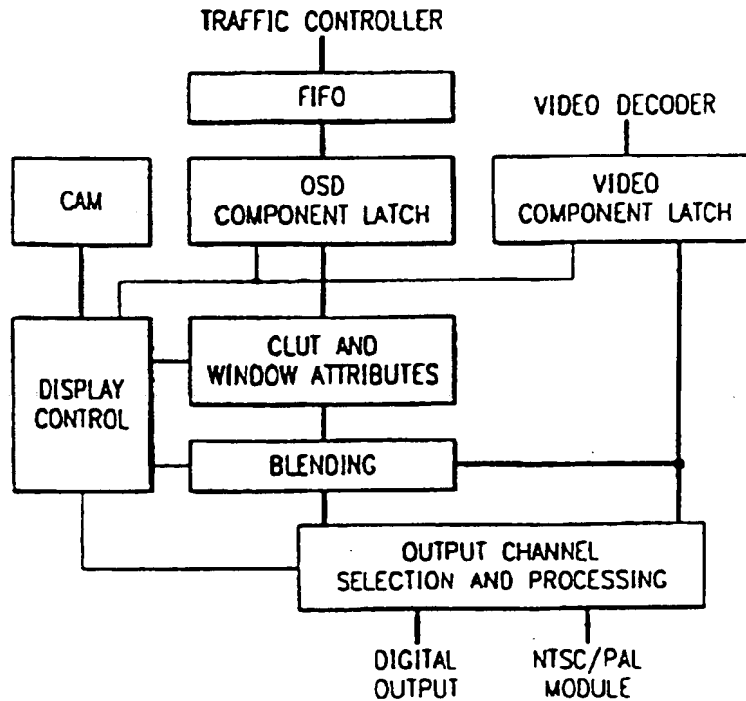 TRAFFIC CONTROLLER
FIFO
VIDEO DECODER
CAM
OSD
COMPONENT LATCH
VIDEO
COMPONENT LATCH
DISPLAY
CONTROL
CLUT AND
WINDOW ATTRIBUTES
BLENDING
OUTPUT CHANNEL
SELECTION AND PROCESSING
DIGITAL
OUTPUT
NTSC/PAL
MODULE